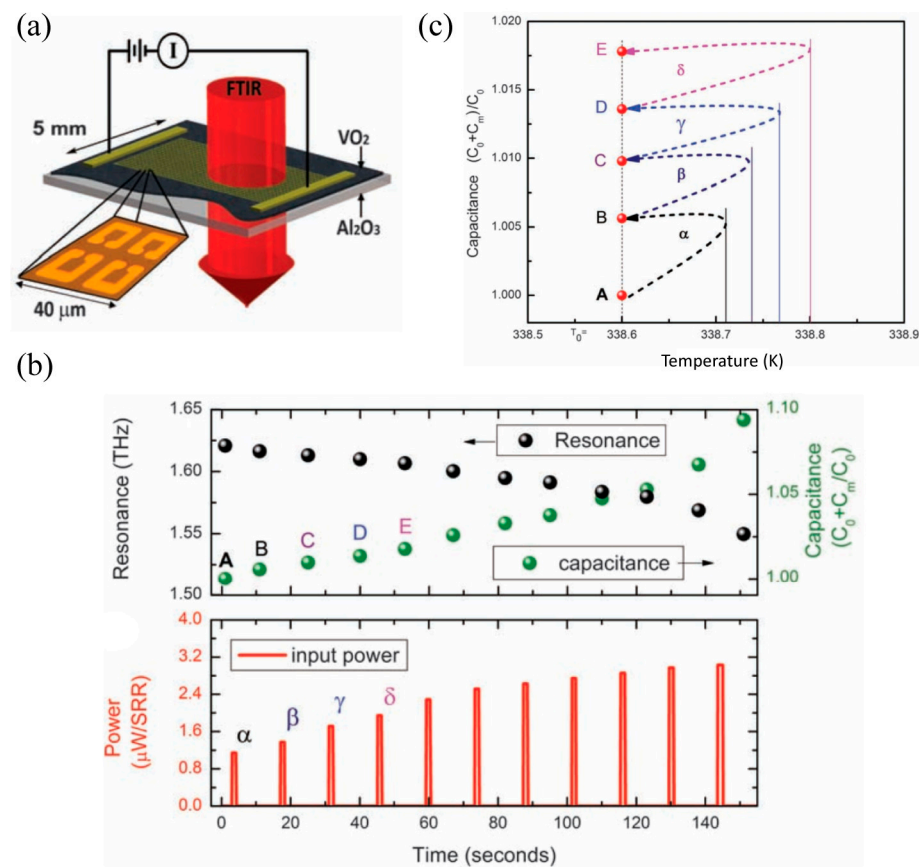 (a)
I
FTIR
5 mm
VO2
Al2O3
40 μm
(c)
Capacitance (C0+Cm)/C0
1.020
1.015
1.010
1.005
1.000
E
D
C
B
A
δ
γ
β
α
338.5
T0=
338.6
338.7
338.8
338.9
Temperature (K)
(b)
Resonance (THz)
1.65
1.60
1.55
1.50
Resonance
capacitance
A
B
C
D
E
1.10
1.05
1.00
Capacitance
(C0+Cm/C0)
Power
(μW/SRR)
4.0
3.2
2.4
1.6
0.8
0.0
input power
α
β
γ
δ
0
20
40
60
80
100
120
140
Time (seconds)